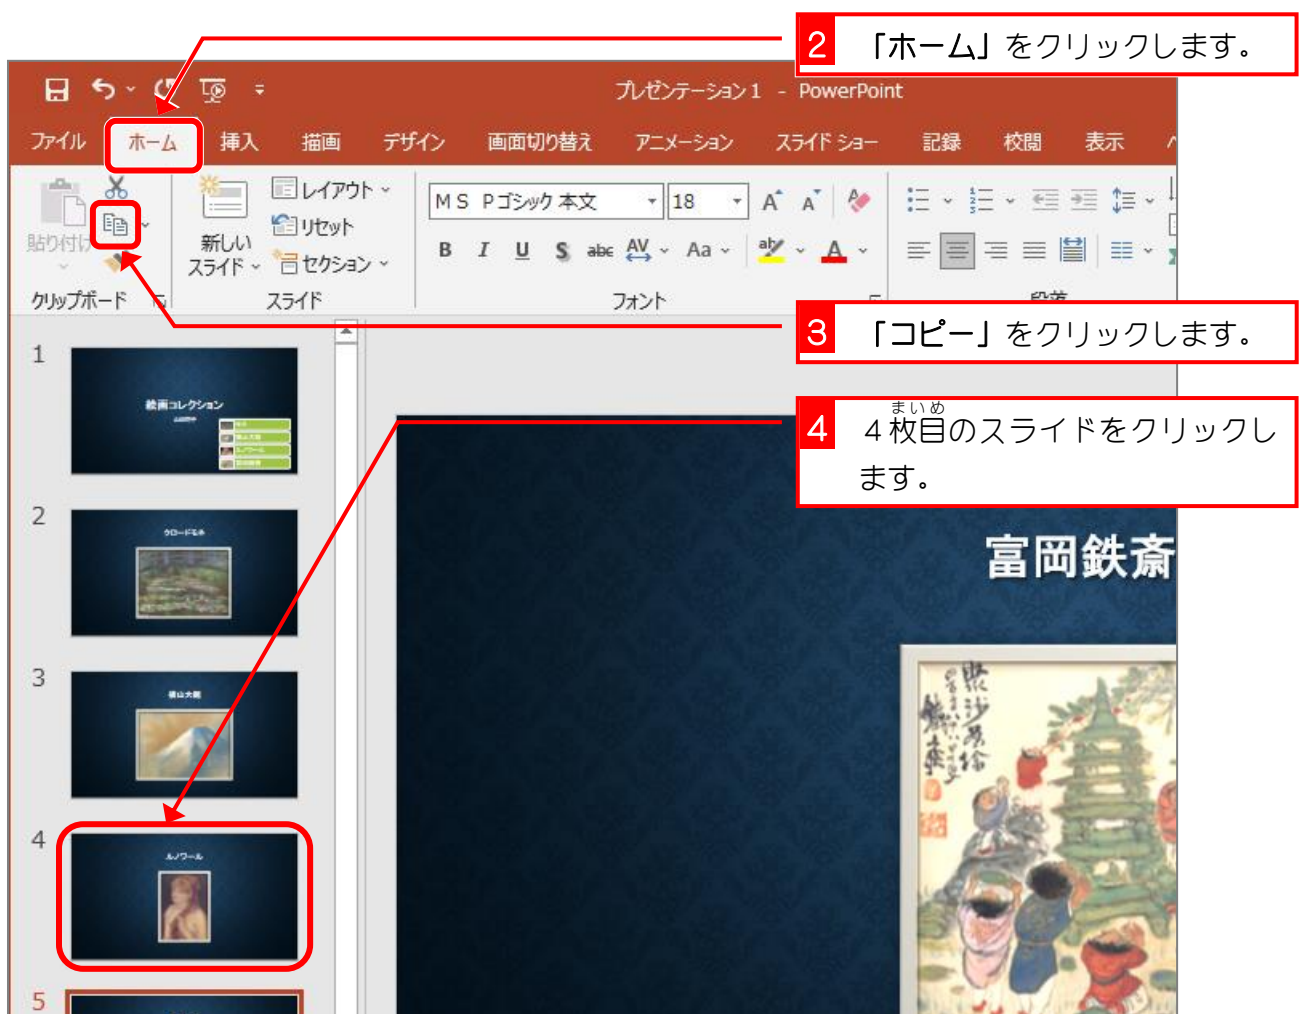 2 「ホーム」をクリックします。
プレゼンテーション1 - PowerPoint
ファイル ホーム 挿入 描画 デザイン 画面切り替え アニメーション スライド ショー 記録 校閲 表示
貼り付け
新しい
スライド
レイアウト
リセット
セクション
MS Pゴシック 本文 18
B I U S abc AV Aa A
クリップボード スライド フォント 段落
3 「コピー」をクリックします。
まいめ
4 4枚目のスライドをクリックし
ます。
1
絵画コレクション
2
クロードモネ
3
横山大観
4
ルノワール
5
富岡鉄斎